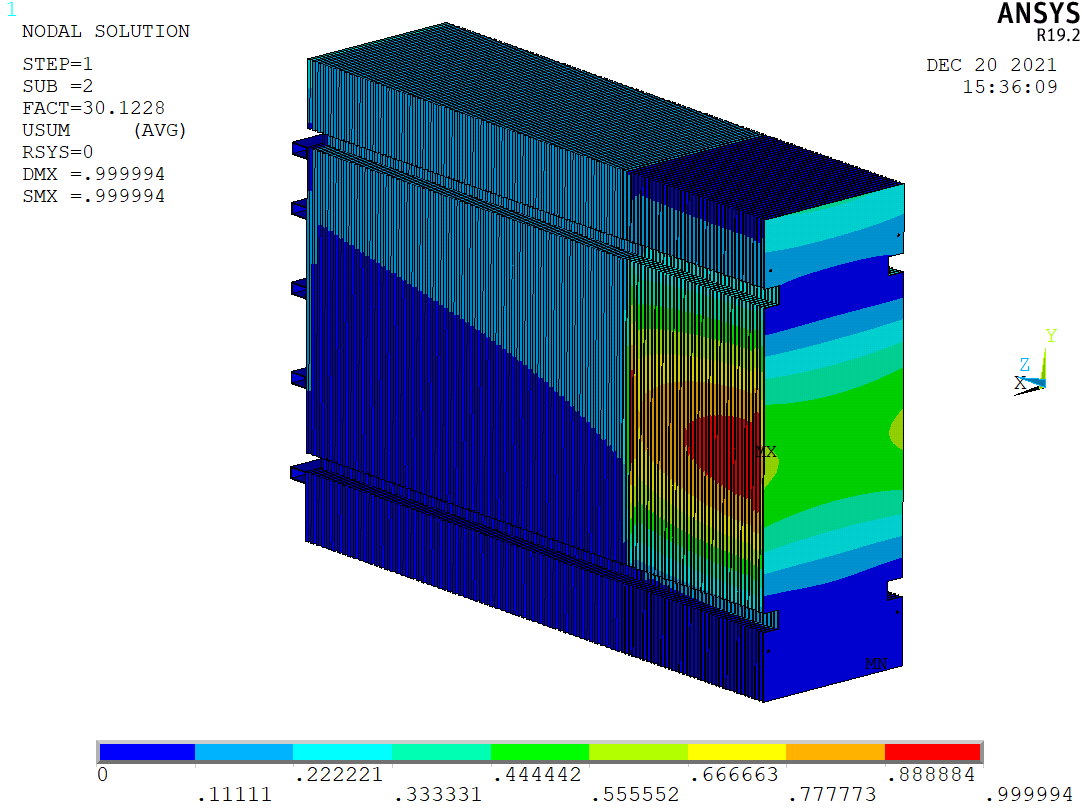 1
NODAL SOLUTION
STEP=1
SUB =2
FACT=30.1228
USUM (AVG)
RSYS=0
DMX =.999994
SMX =.999994
ANSYS
R19.2
DEC 20 2021
15:36:09
Y
Z
X
MX
MN
0 .222221 .444442 .666663 .888884
.11111 .333331 .555552 .777773 .999994